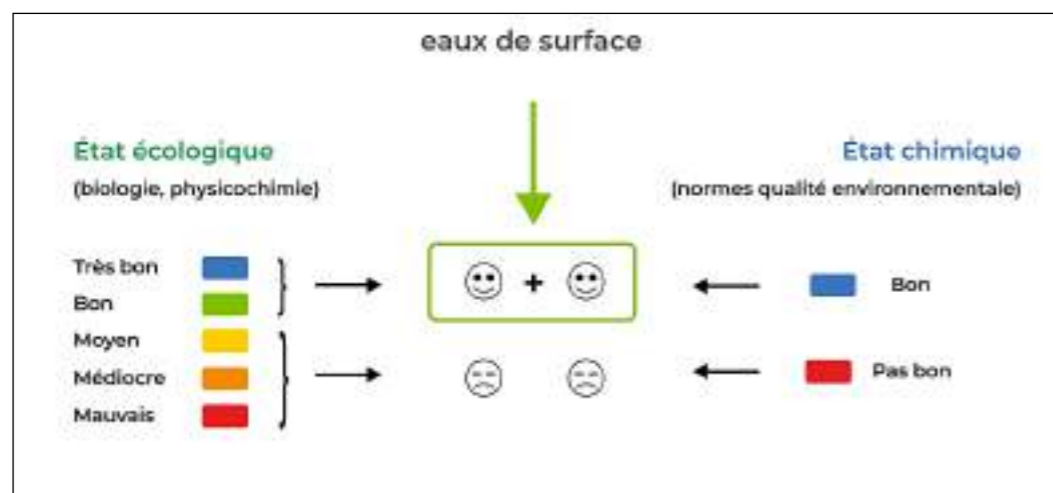 eaux de surface
État écologique
(biologie, physicochimie)
État chimique
(normes qualité environnementale)
Très bon
Bon
Moyen
Médiocre
Mauvais
+
Bon
Pas bon